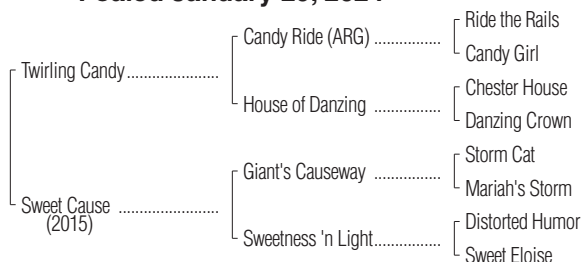 January
Ride the Rails
Candy Ride (ARG) ................
Candy Girl
Twirling Candy ......................
Chester House
House of Danzing ................
Danzing Crown
Storm Cat
Giant's Causeway ................
Mariah's Storm
Sweet Cause ........................
(2015)
Distorted Humor
Sweetness 'n Light................
Sweet Eloise